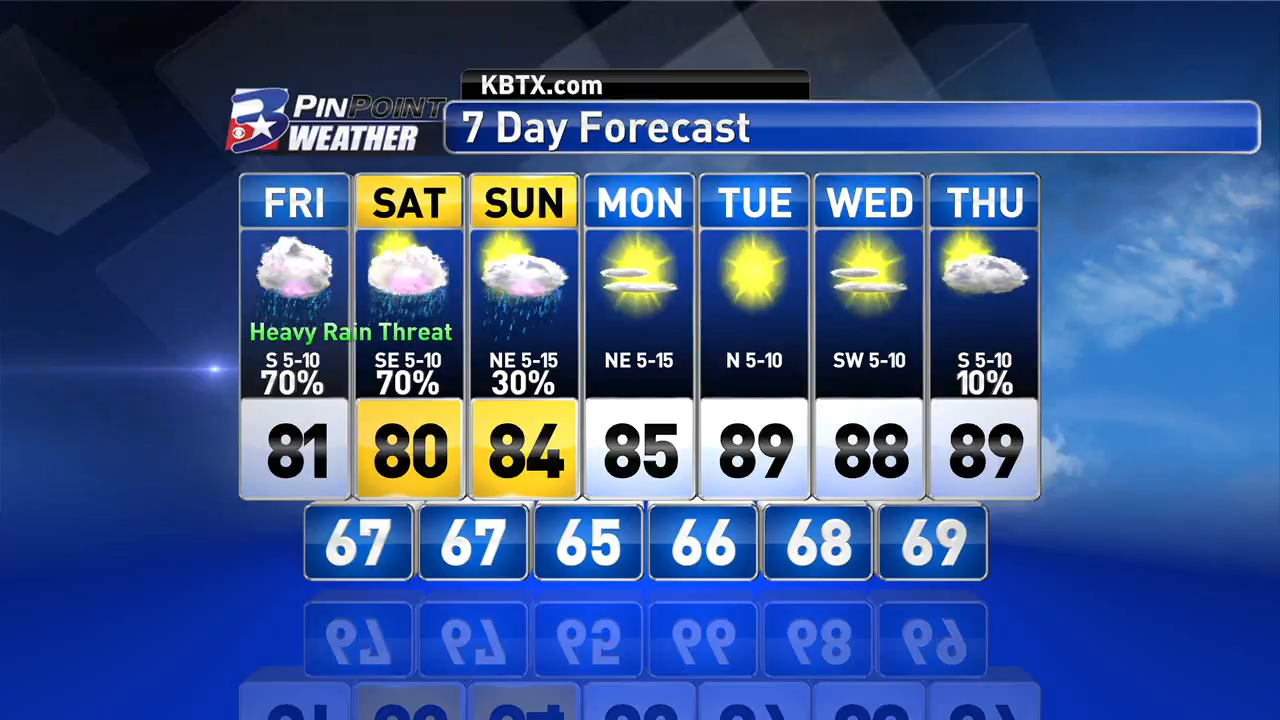 KBTX.com
PINPOINT
WEATHER
7 Day Forecast
FRI SAT SUN MON TUE WED THU
Heavy Rain Threat
S 5-10 SE 5-10 NE 5-15 NE 5-15 N 5-10 SW 5-10 S 5-10
70% 70% 30% 10%
81 80 84 85 89 88 89
67 67 65 66 68 69